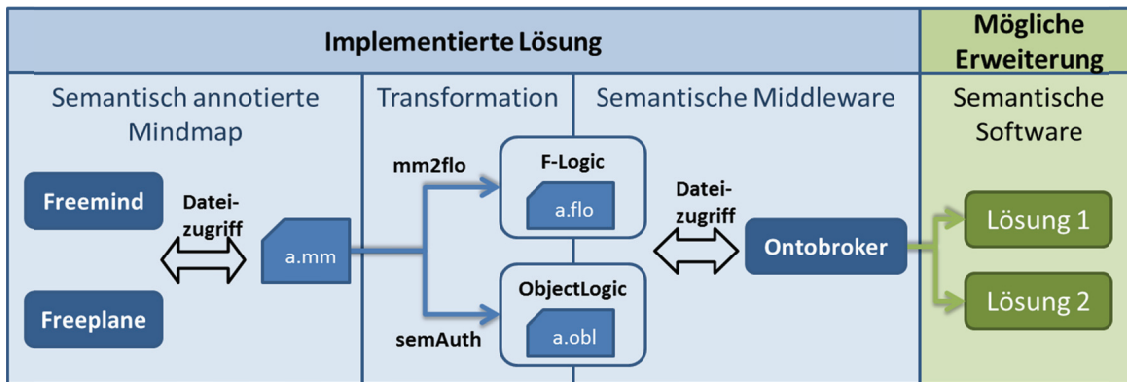 Implementierte Lösung
Mögliche
Erweiterung
Semantisch annotierte
Mindmap
Transformation
Semantische Middleware
Semantische
Software
Freemind
Freeplane
Datei-
zugriff
a.mm
mm2flo
semAuth
F-Logic
a.flo
ObjectLogic
a.obl
Datei-
zugriff
Ontobroker
Lösung 1
Lösung 2